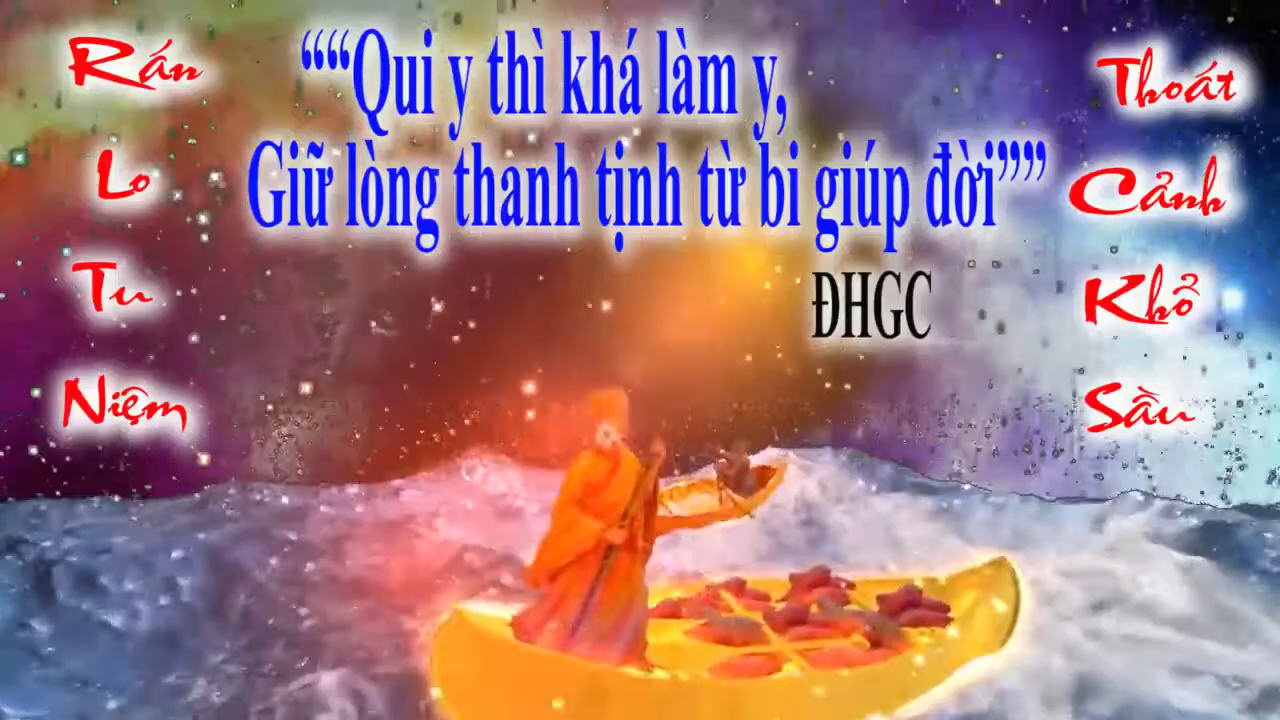 Rấn
Lo
Tu
Niệm
““Qui y thì khá làm y,
Giữ lòng thanh tịnh từ bi giúp đời””
ĐHGC
Thoát
Cảnh
Khổ
Sầu